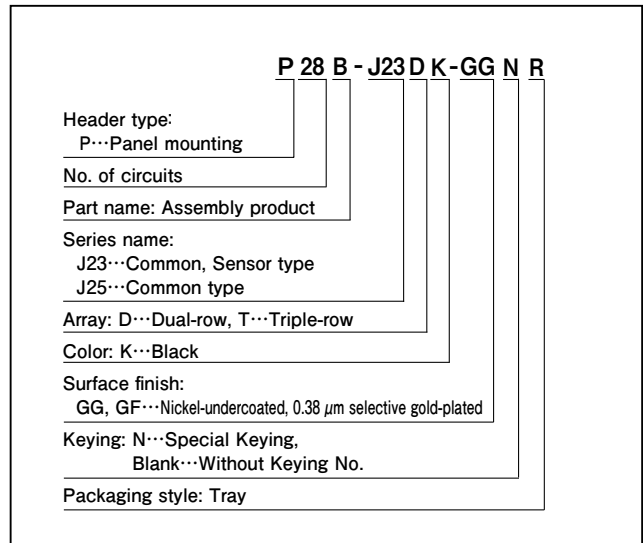 P 28 B - J23 D K - GG N R
Header type:
P…Panel mounting
No. of circuits
Part name: Assembly product
Series name:
J23…Common, Sensor type
J25…Common type
Array: D…Dual-row, T…Triple-row
Color: K…Black
Surface finish:
GG, GF…Nickel-undercoated, 0.38 μm selective gold-plated
Keying: N…Special Keying,
Blank…Without Keying No.
Packaging style: Tray